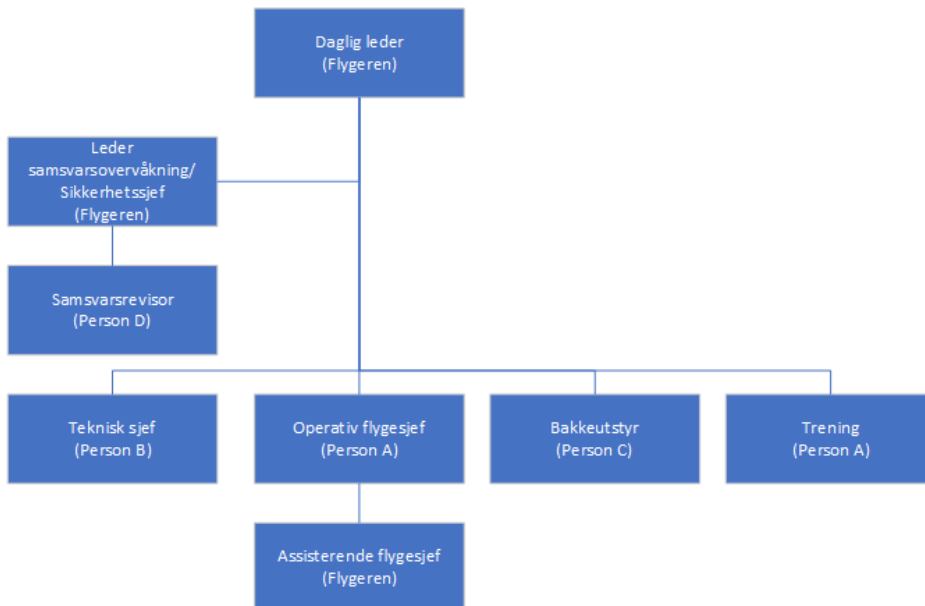 Daglig leder
(Flygeren)
Leder
samsvarsovervåkning/
Sikkerhetssjef
(Flygeren)
Samsvarsrevisor
(Person D)
Teknisk sjef
(Person B)
Operativ flygesjef
(Person A)
Bakkeutstyr
(Person C)
Trening
(Person A)
Assisterende flygesjef
(Flygeren)